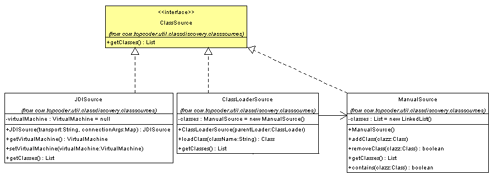 <<interface>>
ClassSource
(from com.topcoder.util.classdiscovery.classsources)
+getClasses() : List
JDISource
(from com.topcoder.util.classdiscovery.classsources)
-virtualMachine : VirtualMachine = null
+JDISource(transport:String, connectionArgs:Map) : JDISource
+getVirtualMachine() : VirtualMachine
+setVirtualMachine(virtualMachine:VirtualMachine)
+getClasses() : List
ClassLoaderSource
(from com.topcoder.util.classdiscovery.classsources)
-classes : ManualSource = new ManualSource()
+ClassLoaderSource(parentLoader:ClassLoader)
+loadClass(className:String) : Class
+getClasses() : List
ManualSource
(from com.topcoder.util.classdiscovery.classsources)
-classes : List = new LinkedList()
+ManualSource()
+addClass(clazz:Class)
+removeClass(clazz:Class) : boolean
+getClasses() : List
+contains(clazz:Class) : boolean